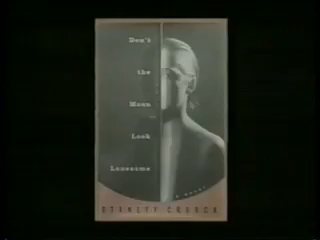 Don't
the
Moon
Look
Lonesome
a novel
STANLEY CROUCH